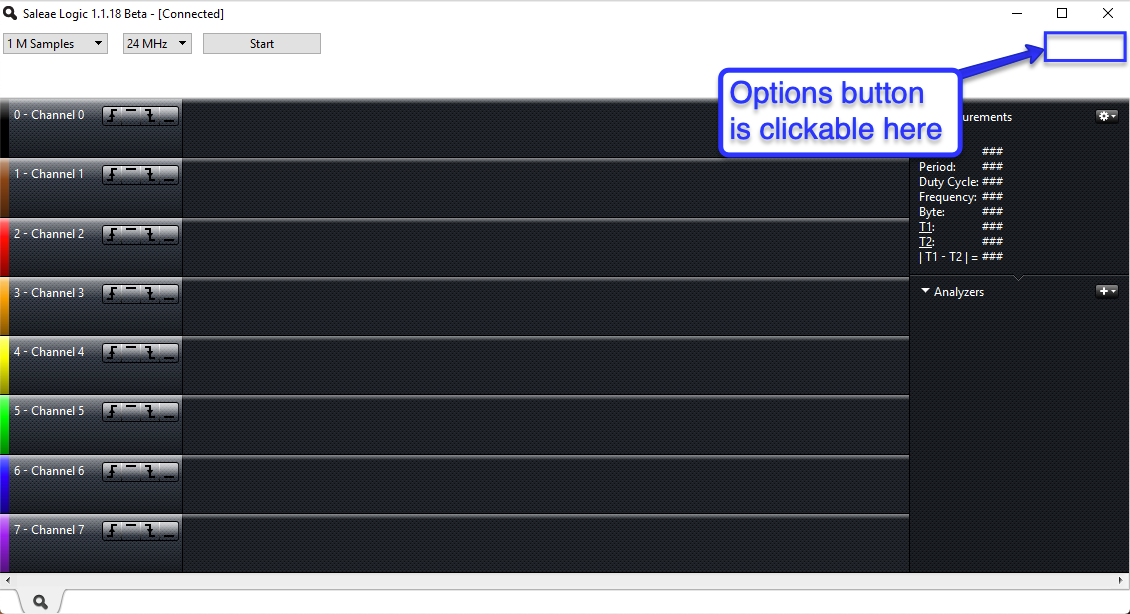 Saleae Logic 1.1.18 Beta - [Connected]
1 M Samples 24 MHz Start
Options button
is clickable here
0 - Channel 0
urements
###
1 - Channel 1
Period: ###
Duty Cycle: ###
Frequency: ###
Byte: ###
2 - Channel 2
T1: ###
T2: ###
| T1 - T2 | = ###
3 - Channel 3
Analyzers
4 - Channel 4
5 - Channel 5
6 - Channel 6
7 - Channel 7